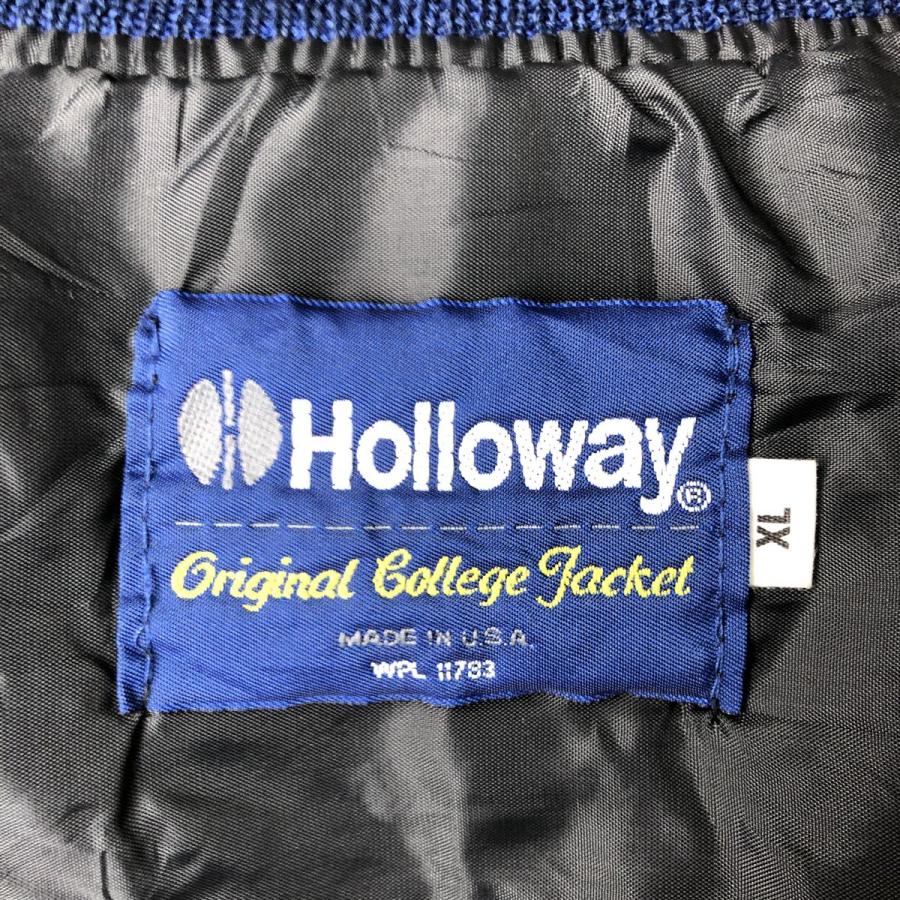 Holloway®
Original College Jacket
MADE IN U.S.A.
WPL 11783
XL